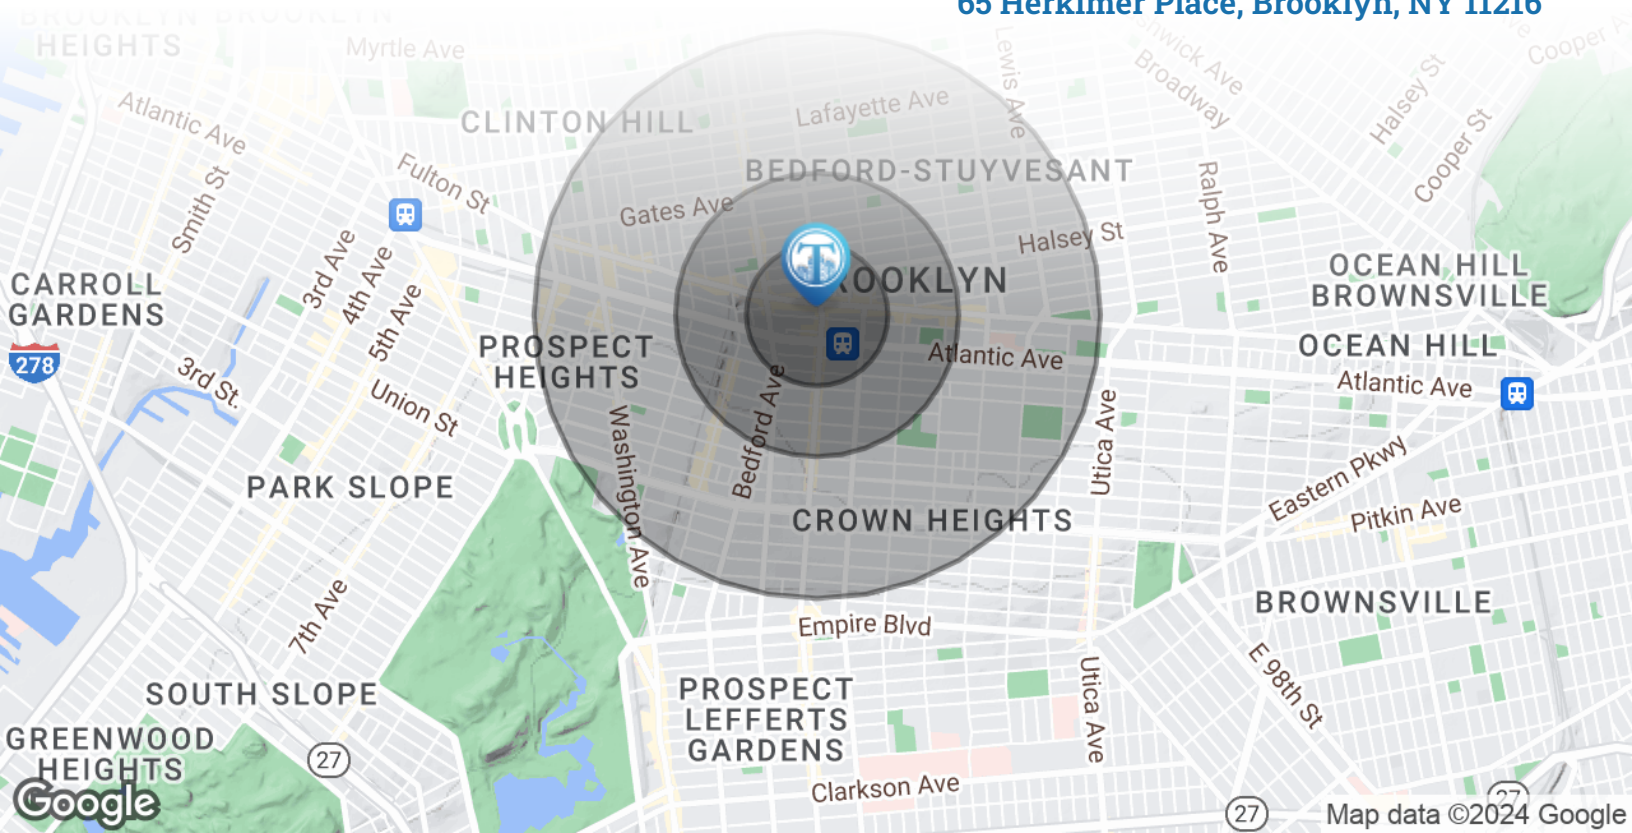 65 Herkimer Place, Brooklyn, NY 11216
BROOKLYN
HEIGHTS
BROOKLYN
Myrtle Ave
Lewis Ave
Broadway
Halsey St
Cooper St
Atlantic Ave
CLINTON HILL
Lafayette Ave
Smith St
Fulton St
BEDFORD-STUYVESANT
Ralph Ave
Gates Ave
Halsey St
3rd Ave
4th Ave
5th Ave
T
CARROLL
GARDENS
OCEAN HILL
BROWNSVILLE
278
3rd St.
PROSPECT
HEIGHTS
Atlantic Ave
OCEAN HILL
Atlantic Ave
Union St
Washington Ave
Bedford Ave
Utica Ave
PARK SLOPE
Eastern Pkwy
CROWN HEIGHTS
Pitkin Ave
7th Ave
BROWNSVILLE
Empire Blvd
E 98th St
SOUTH SLOPE
PROSPECT
LEFFERTS
GARDENS
Utica Ave
GREENWOOD
HEIGHTS
27
Clarkson Ave
27
27
Google
Map data ©2024 Google